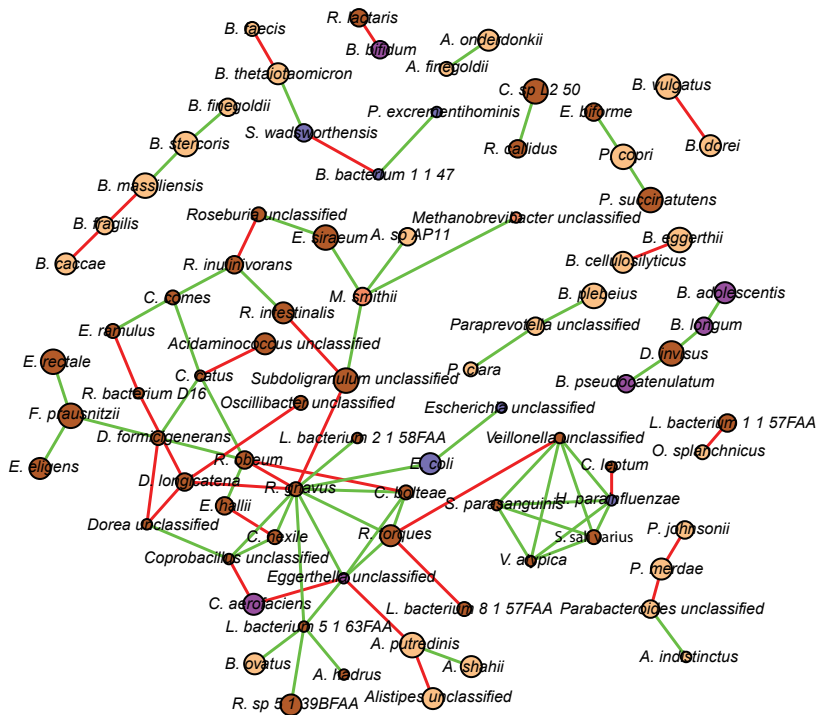 R. lactaris
B. faecis
B. bifidum
A. onderdonkii
B. thetaiotaomicron
A. finegoldii
C. sp L2 50
B. vulgatus
B. finegoldii
P. excrementihominis
E. biforme
S. wadsworthensis
B. stercoris
R. callidus
B. dorei
P. copri
B. bacterium 1 1 47
B. massiliensis
P. succinatutens
Roseburia unclassified
Methanobrevibacter unclassified
B. fragilis
E. siraeum
A. sp AP11
B. eggerthii
B. caccae
R. inulinivorans
B. cellulosilyticus
C. comes
M. smithii
B. plebeius
B. adolescentis
R. intestinalis
E. ramulus
Paraprevotella unclassified
B. longum
Acidaminococcus unclassified
E. rectale
D. invisus
P. clara
C. catus
Subdoligranulum unclassified
B. pseudocatenulatum
R. bacterium D16
Oscillibacter unclassified
Escherichia unclassified
F. prausnitzii
L. bacterium 1 1 57FAA
D. formicigenerans
L. bacterium 2 1 58FAA
Veillonella unclassified
O. splanchnicus
E. eligens
R. obeum
E. coli
C. leptum
D. longicatena
R. gnavus
C. bolteae
H. parainfluenzae
E. hallii
S. parasanguinis
Dorea unclassified
C. nexile
R. torques
S. salivarius
P. johnsonii
Coprobacillus unclassified
V. atypica
P. merdae
Eggerthella unclassified
C. aerofaciens
L. bacterium 8 1 57FAA
Parabacteroides unclassified
L. bacterium 5 1 63FAA
A. putredinis
B. ovatus
A. shahii
A. indistinctus
A. hadrus
R. sp 5 1 39BFAA
Alistipes unclassified